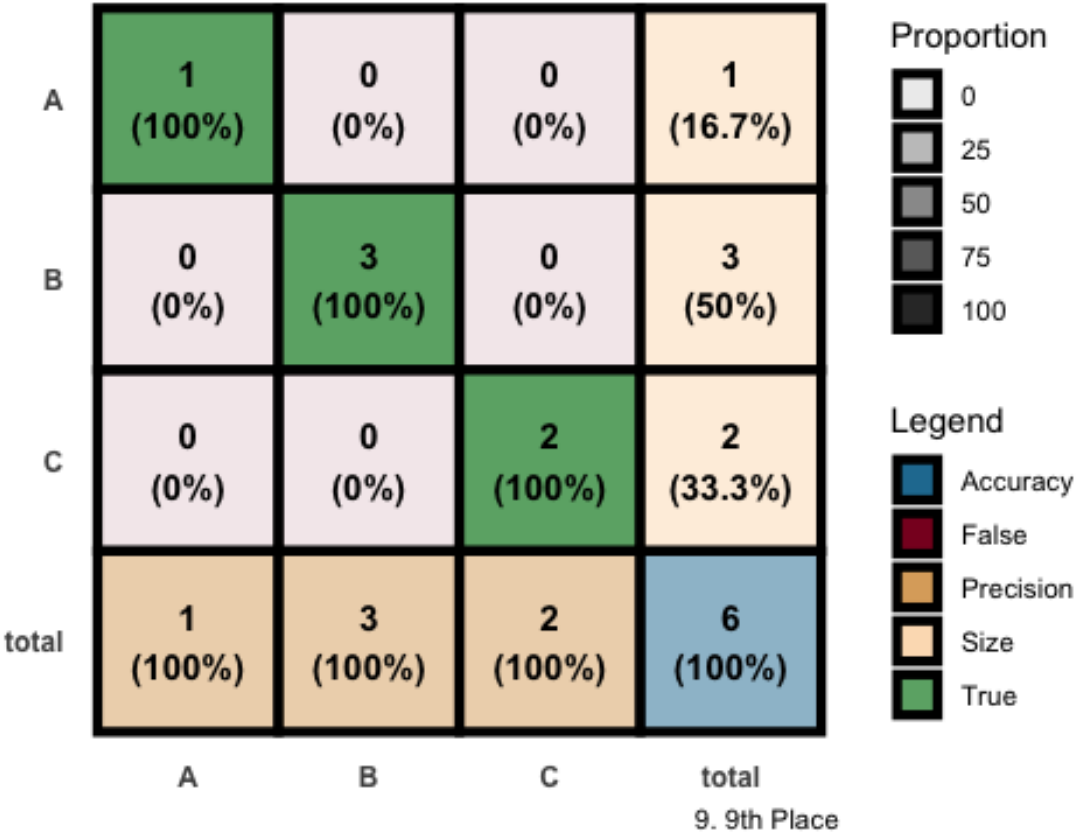 A
1
(100%)
0
(0%)
0
(0%)
1
(16.7%)
B
0
(0%)
3
(100%)
0
(0%)
3
(50%)
C
0
(0%)
0
(0%)
2
(100%)
2
(33.3%)
total
1
(100%)
3
(100%)
2
(100%)
6
(100%)
A
B
C
total
9. 9th Place
Proportion
0
25
50
75
100
Legend
Accuracy
False
Precision
Size
True